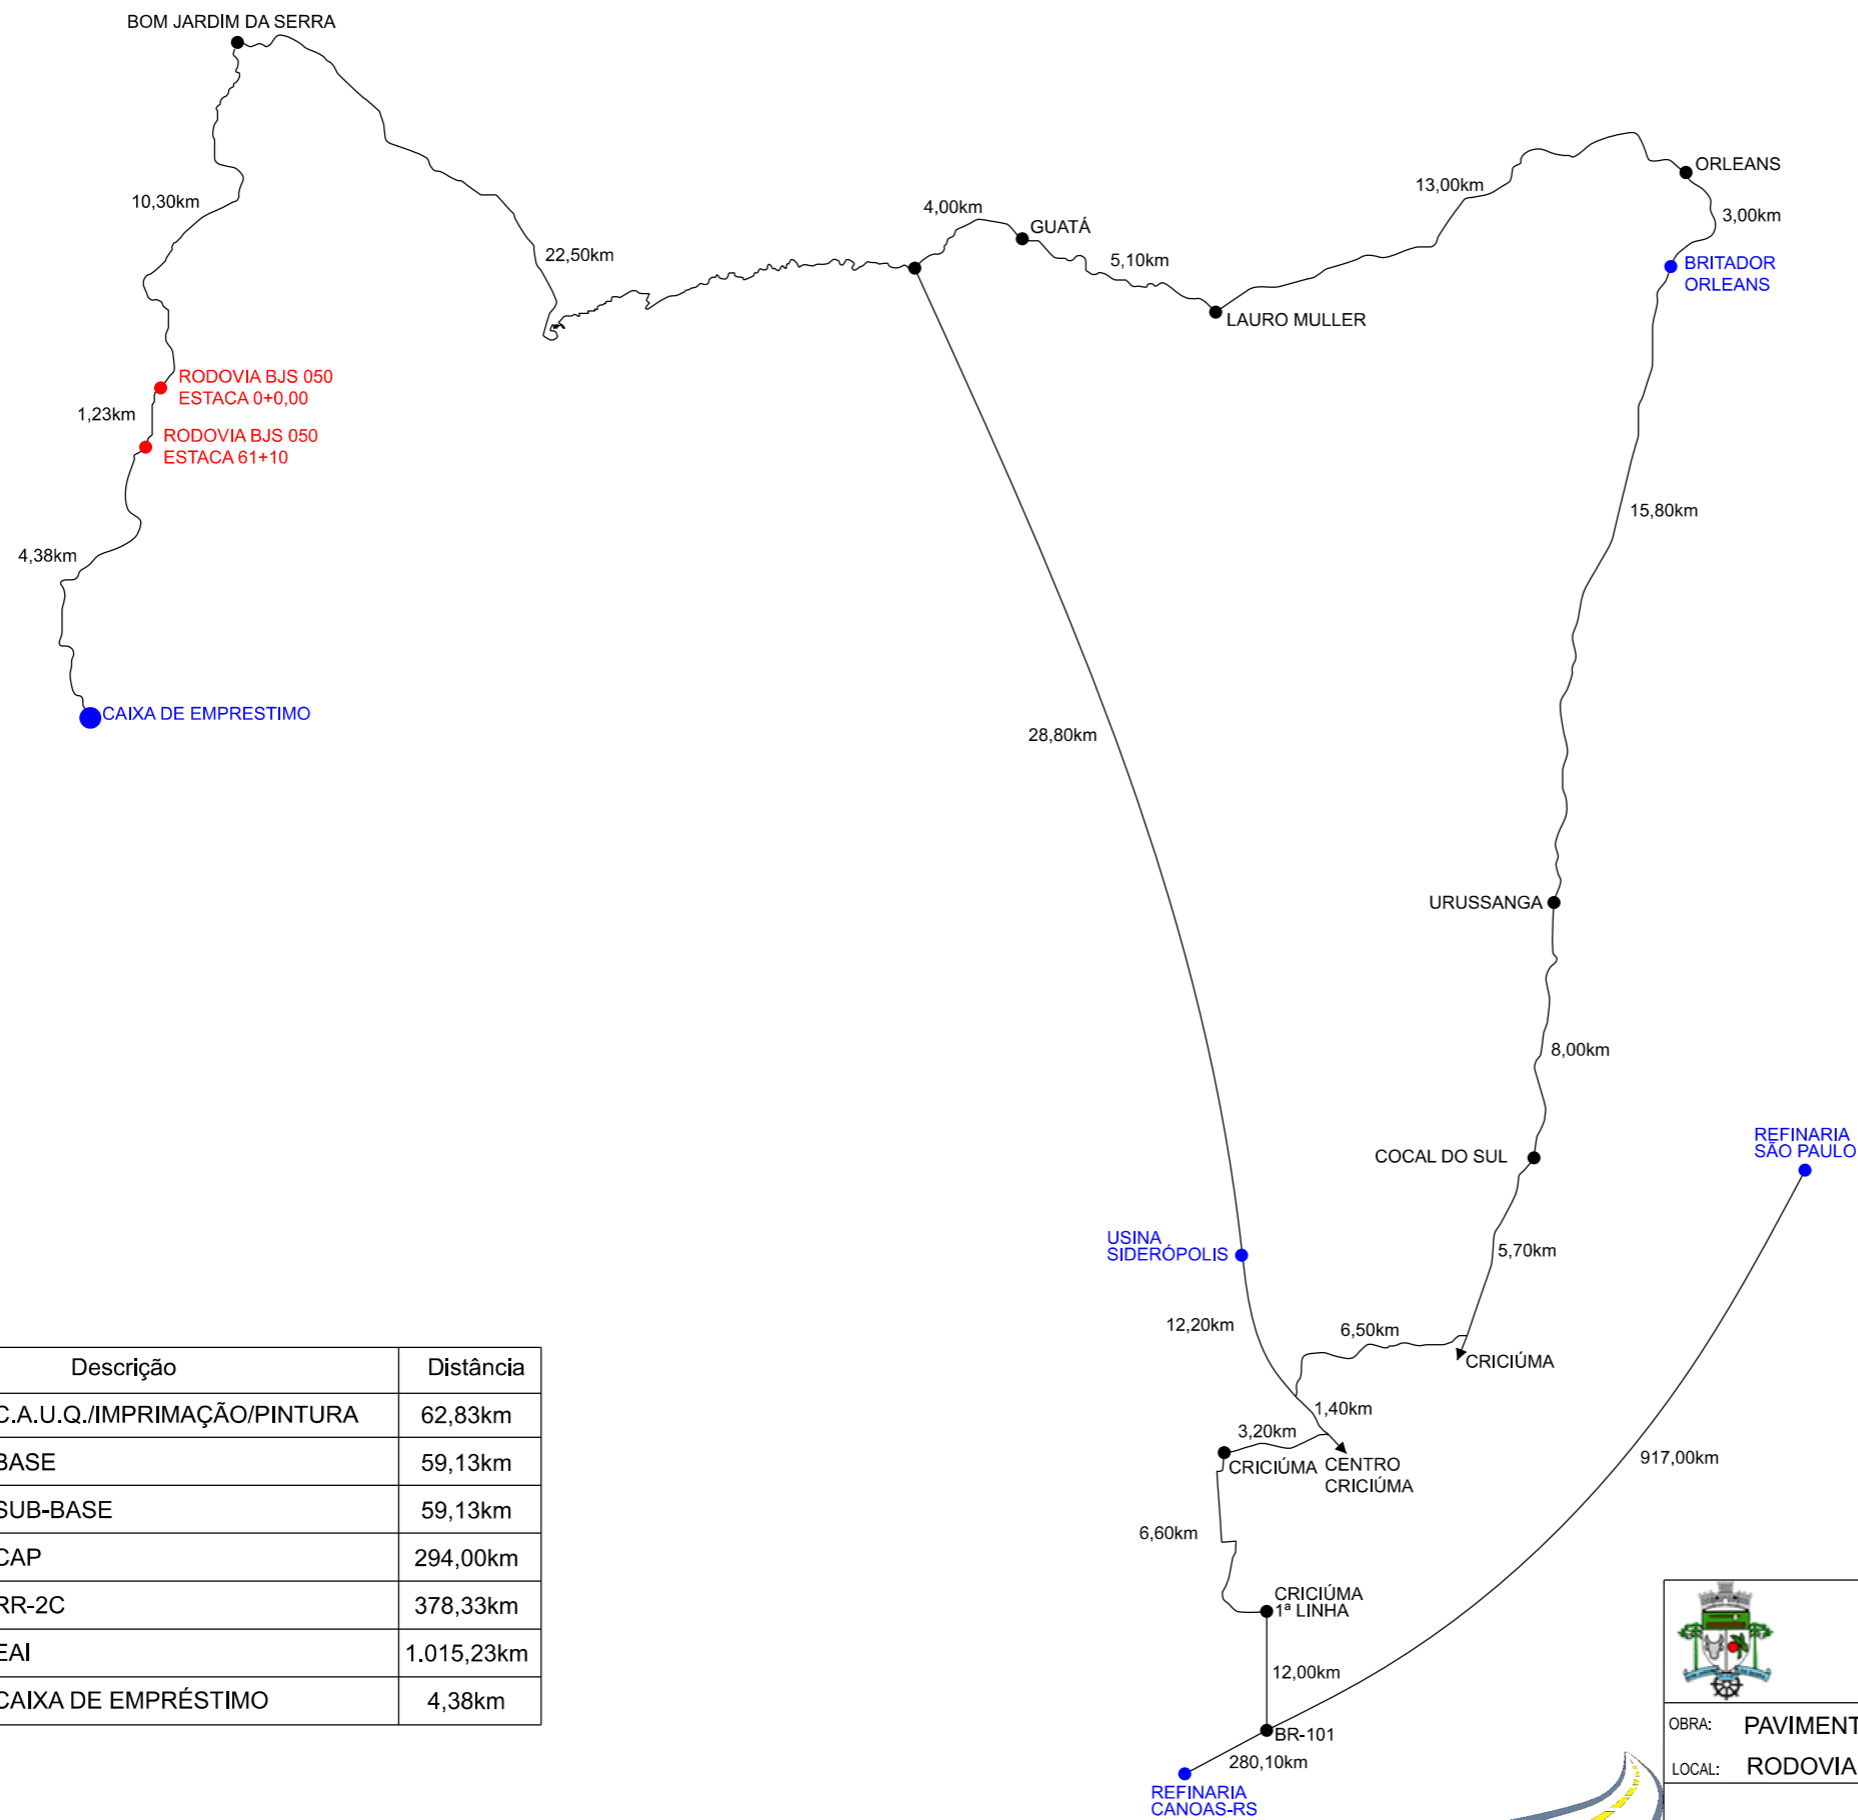 BOM JARDIM DA SERRA
10,30km
22,50km
4,00km
GUATÁ
5,10km
LAURO MULLER
13,00km
ORLEANS
3,00km
BRITADOR
ORLEANS
RODOVIA BJS 050
ESTACA 0+0,00
1,23km
RODOVIA BJS 050
ESTACA 61+10
4,38km
CAIXA DE EMPRESTIMO
15,80km
28,80km
URUSSANGA
8,00km
COCAL DO SUL
REFINARIA
SÃO PAULO
USINA
SIDERÓPOLIS
5,70km
12,20km
6,50km
CRICIÚMA
1,40km
3,20km
CRICIÚMA
CENTRO
CRICIÚMA
917,00km
6,60km
CRICIÚMA
1ª LINHA
12,00km
BR-101
280,10km
REFINARIA
CANOAS-RS
Descrição Distância
C.A.U.Q./IMPRIMAÇÃO/PINTURA 62,83km
BASE 59,13km
SUB-BASE 59,13km
CAP 294,00km
RR-2C 378,33km
EAI 1.015,23km
CAIXA DE EMPRÉSTIMO 4,38km
OBRA: PAVIMENT
LOCAL: RODOVIA